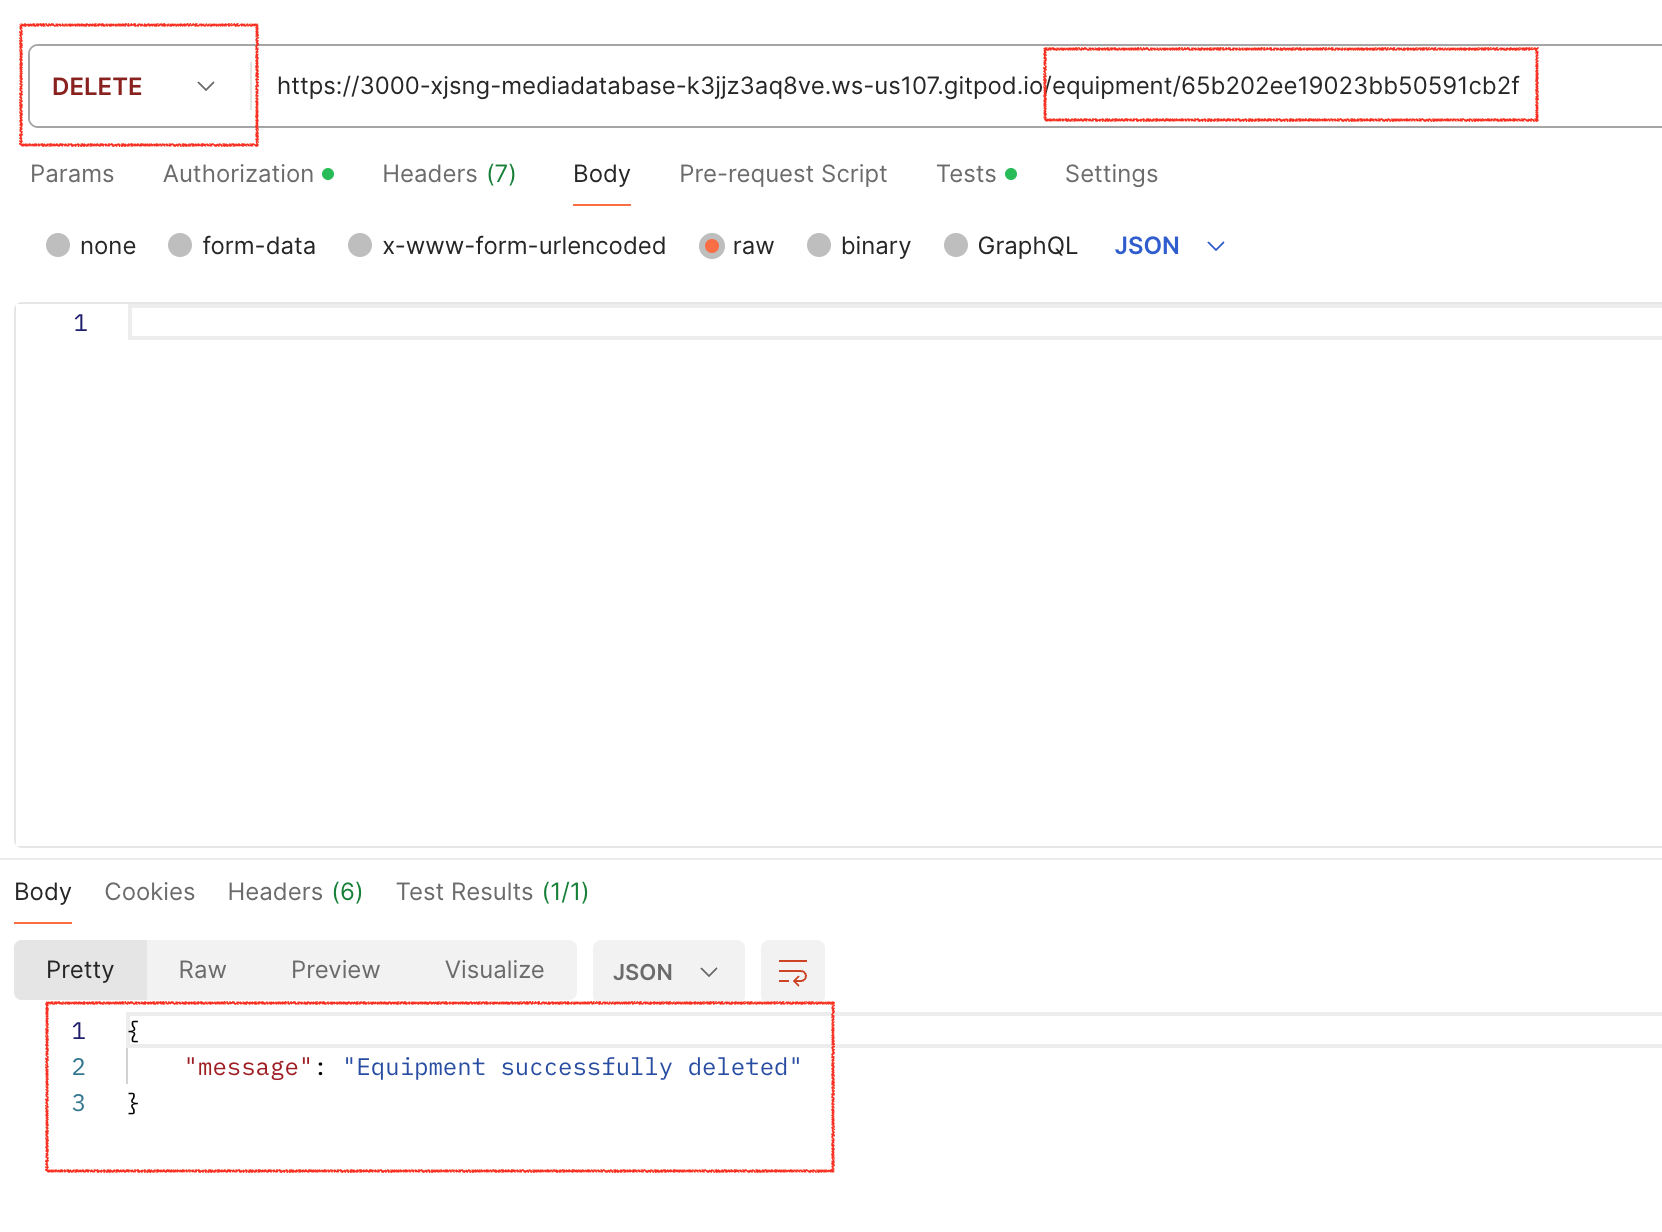 DELETE https://3000-xjsng-mediadatabase-k3jjz3aq8ve.ws-us107.gitpod.io/equipment/65b202ee19023bb50591cb2f
Params Authorization Headers (7) Body Pre-request Script Tests Settings
none form-data x-www-form-urlencoded raw binary GraphQL JSON
1
Body Cookies Headers (6) Test Results (1/1)
Pretty Raw Preview Visualize JSON
1 {
2 "message": "Equipment successfully deleted"
3 }